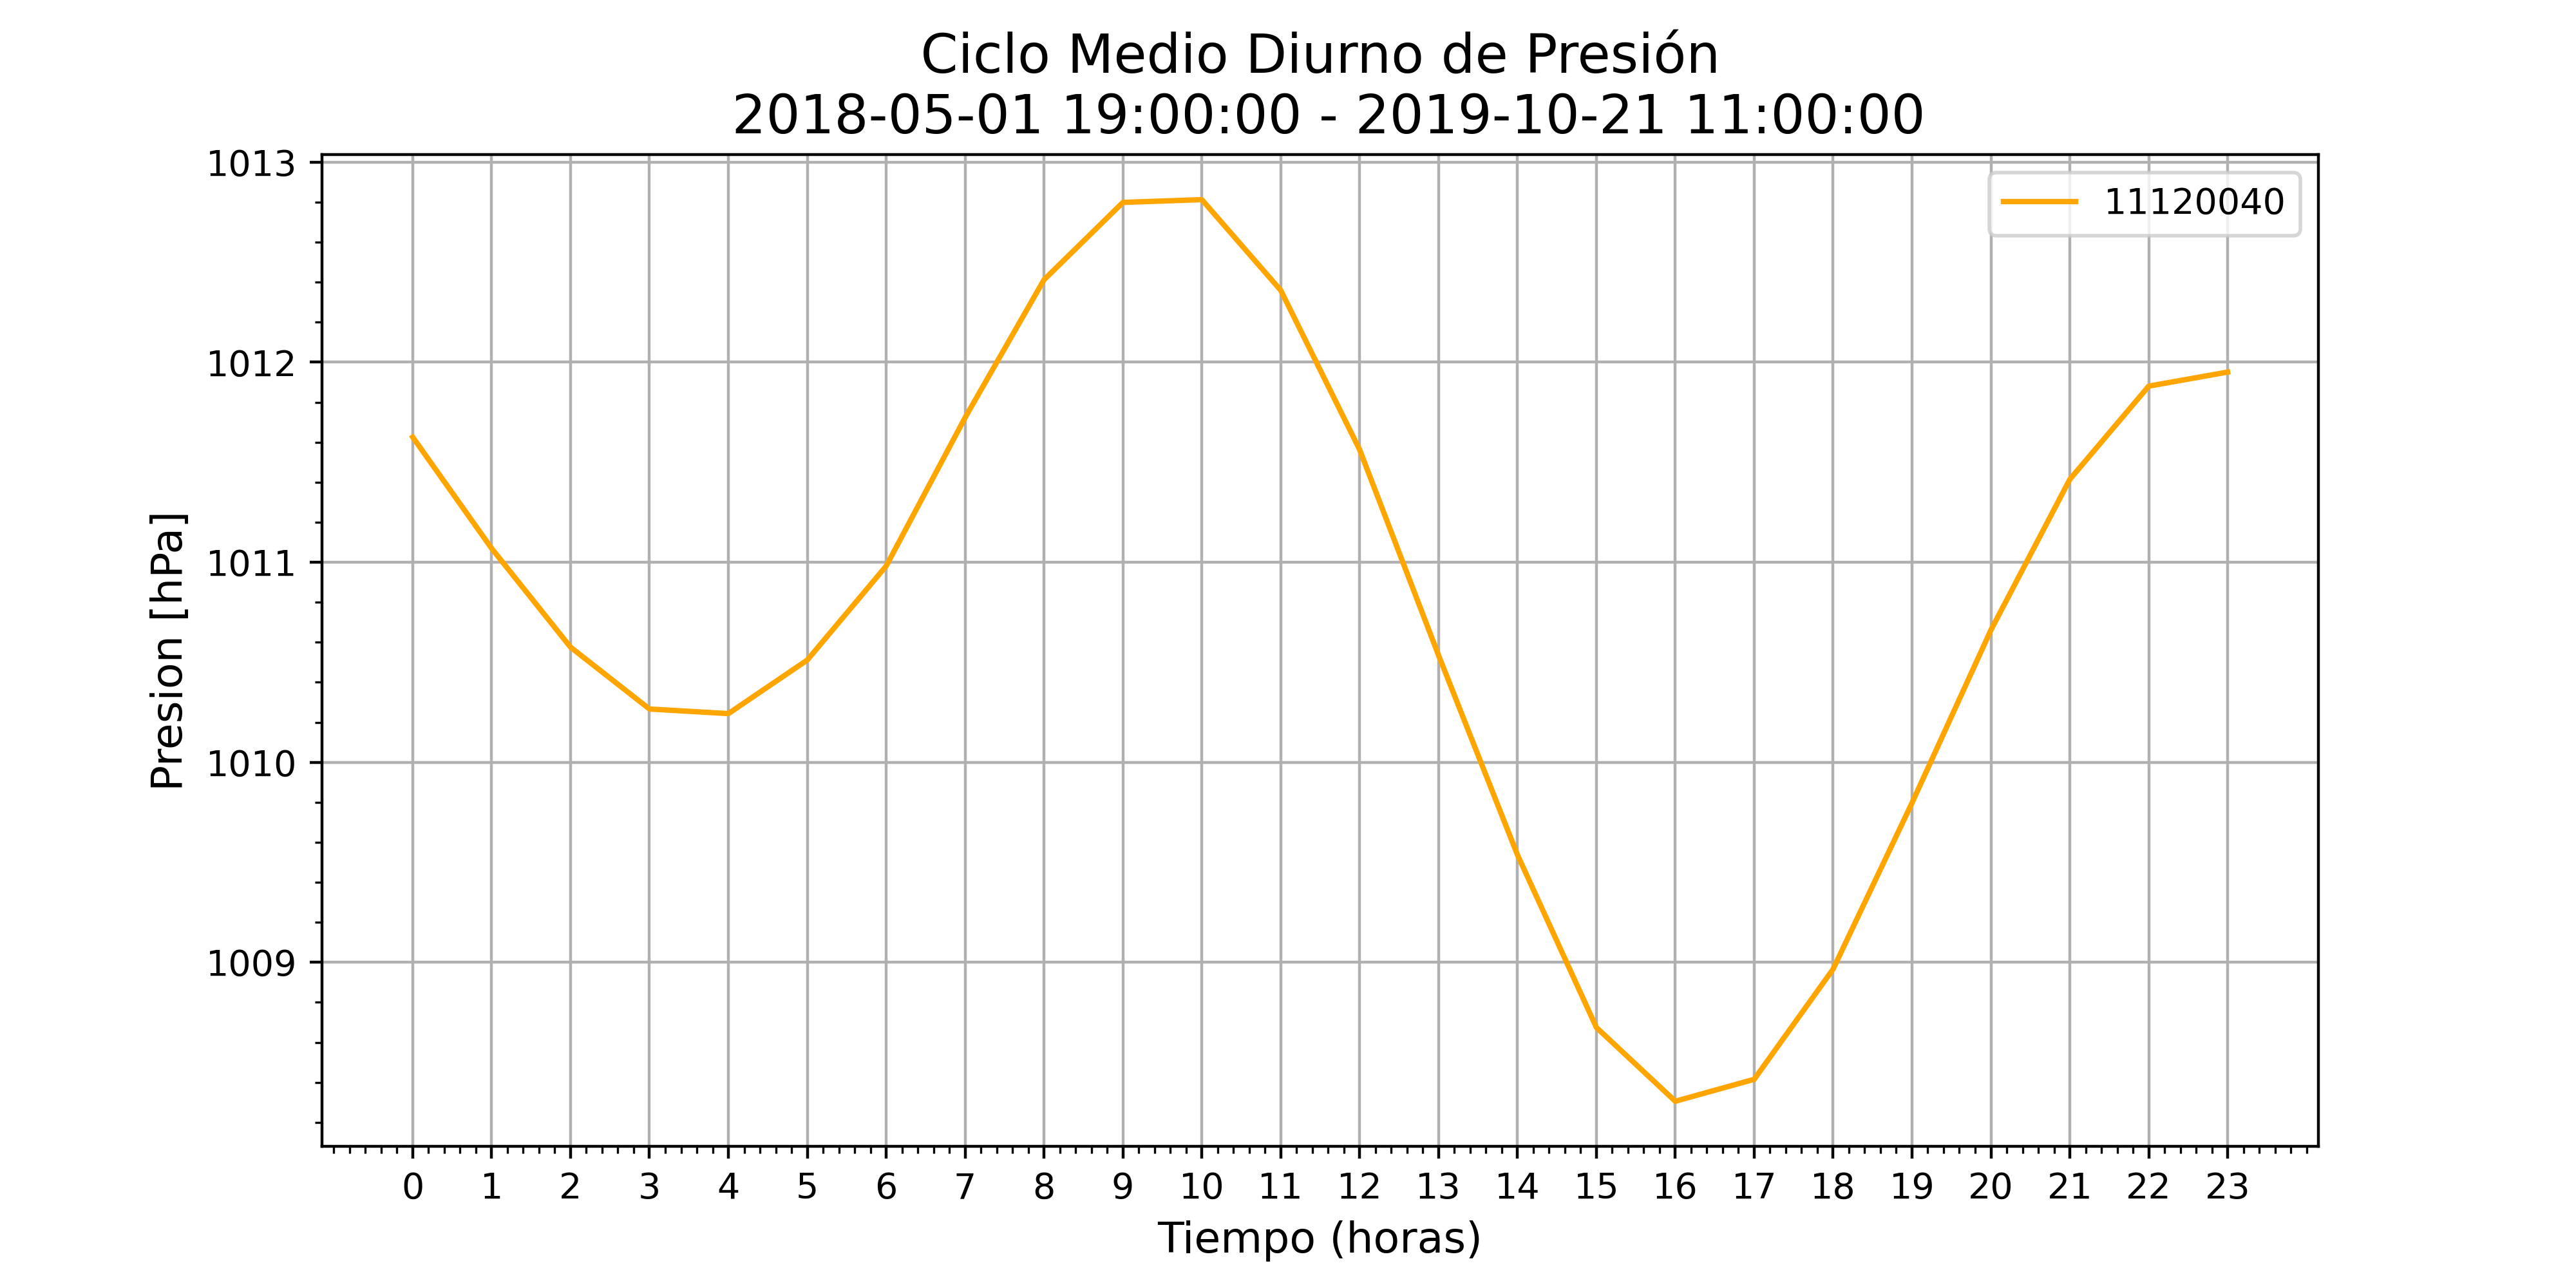 Ciclo Medio Diurno de Presión
2018-05-01 19:00:00 - 2019-10-21 11:00:00
11120040
Presion [hPa]
1013
1012
1011
1010
1009
0 1 2 3 4 5 6 7 8 9 10 11 12 13 14 15 16 17 18 19 20 21 22 23
Tiempo (horas)